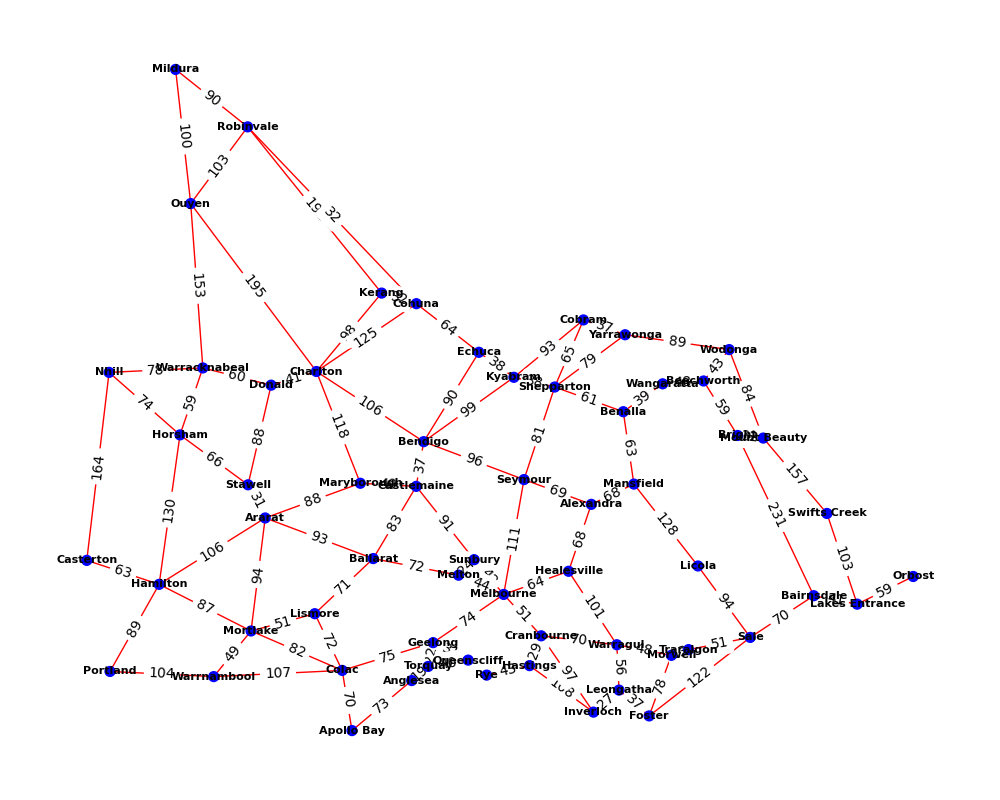 Mildura
90
Robinvale
100
103
32
Ouyen
195
153
Kerang
Cohuna
98
125
64
Cobram
37
Yarrawonga
89
Wodonga
Echuca
38
93
65
79
43
84
Nhill
78
Warracknabeal
60
Donald
41
Charlton
Kyabram
Shepparton
61
Wangaratta
Beechworth
39
59
74
59
106
90
99
Benalla
Horsham
66
88
118
Bendigo
96
81
63
Bright
Mount Beauty
164
130
Stawell
31
88
Maryborough
37
Castlemaine
Seymour
69
68
Mansfield
157
Alexandra
231
Ararat
93
83
91
111
128
Swifts Creek
106
68
Casterton
63
94
Ballarat
72
Sunbury
Melton
44
Healesville
64
Licola
103
Orbost
59
Hamilton
71
Melbourne
94
Bairnsdale
Lakes Entrance
87
Lismore
51
101
70
89
Mortlake
51
74
Cranbourne
70
Warragul
48
Sale
82
72
Geelong
29
Traralgon
51
49
75
Morwell
Portland
104
Warrnambool
107
Colac
Torquay
Queenscliff
Hastings
56
Rye
43
97
78
122
Anglesea
70
73
Leongatha
27
37
Inverloch
Foster
Apollo Bay